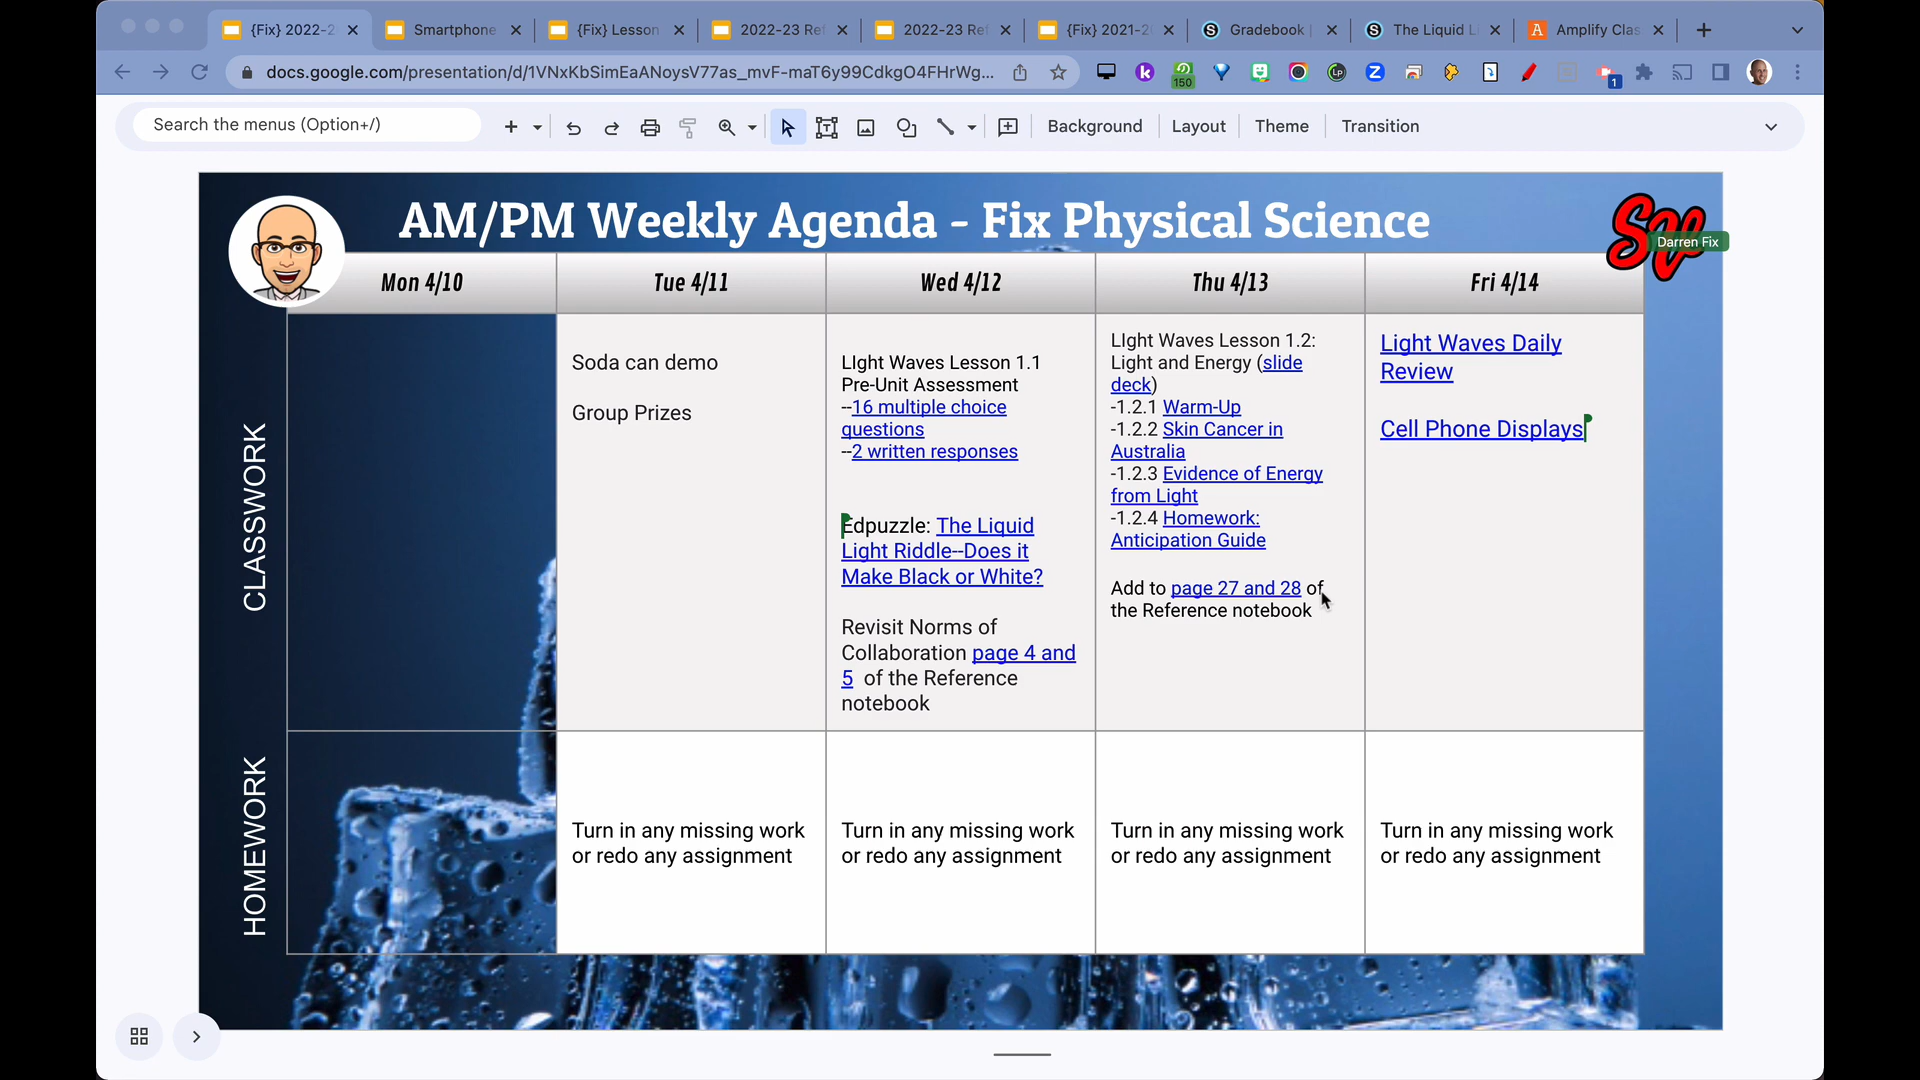 {Fix} 2022-2
Smartphone
{Fix} Lesson
2022-23 Ref
2022-23 Ref
{Fix} 2021-20
Gradebook |
The Liquid Li
Amplify Clas
docs.google.com/presentation/d/1VNxKbSimEaANoysV77as_mvF-maT6y99CdkgO4FHrWg...
150
1
Search the menus (Option+/)
Background
Layout
Theme
Transition
AM/PM Weekly Agenda - Fix Physical Science
Darren Fix
Mon 4/10
Tue 4/11
Wed 4/12
Thu 4/13
Fri 4/14
CLASSWORK
Soda can demo
Group Prizes
LIght Waves Lesson 1.1
Pre-Unit Assessment
--16 multiple choice
questions
--2 written responses
Edpuzzle: The Liquid
Light Riddle--Does it
Make Black or White?
Revisit Norms of
Collaboration page 4 and
5 of the Reference
notebook
LIght Waves Lesson 1.2:
Light and Energy (slide
deck)
-1.2.1 Warm-Up
-1.2.2 Skin Cancer in
Australia
-1.2.3 Evidence of Energy
from Light
-1.2.4 Homework:
Anticipation Guide
Add to page 27 and 28 of
the Reference notebook
Light Waves Daily
Review
Cell Phone Displays
HOMEWORK
Turn in any missing work
or redo any assignment
Turn in any missing work
or redo any assignment
Turn in any missing work
or redo any assignment
Turn in any missing work
or redo any assignment